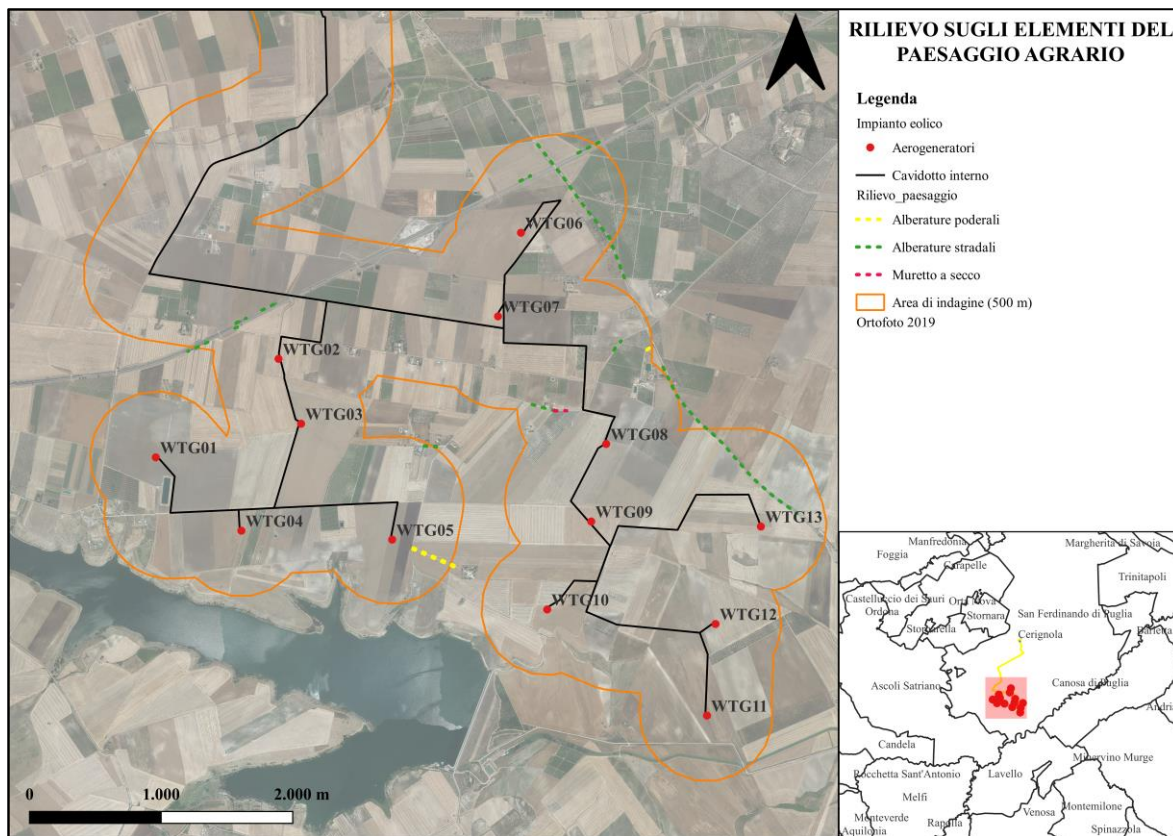 RILIEVO SUGLI ELEMENTI DEL
PAESAGGIO AGRARIO
Legenda
Impianto eolico
Aerogeneratori
Cavidotto interno
Rilievo_paesaggio
Alberature poderali
Alberature stradali
Muretto a secco
Area di indagine (500 m)
Ortofoto 2019
WTG06
WTG07
WTG02
WTG03
WTG01
WTG08
WTG09
WTG13
WTG04
WTG05
WTG10
WTG12
WTG11
0
1.000
2.000 m
Manfredonia
Margherita di Savoia
Foggia
Carapelle
Trinitapoli
Castelluccio dei Sauri
Orta Nova
Ordona
Stornara
San Ferdinando di Puglia
Stornarella
Barletta
Cerignola
Ascoli Satriano
Canosa di Puglia
Andria
Candela
Minervino Murge
Rocchetta Sant'Antonio
Lavello
Melfi
Montemilone
Venosa
Monteverde
Rapolla
Aquilonia
Spinazzola